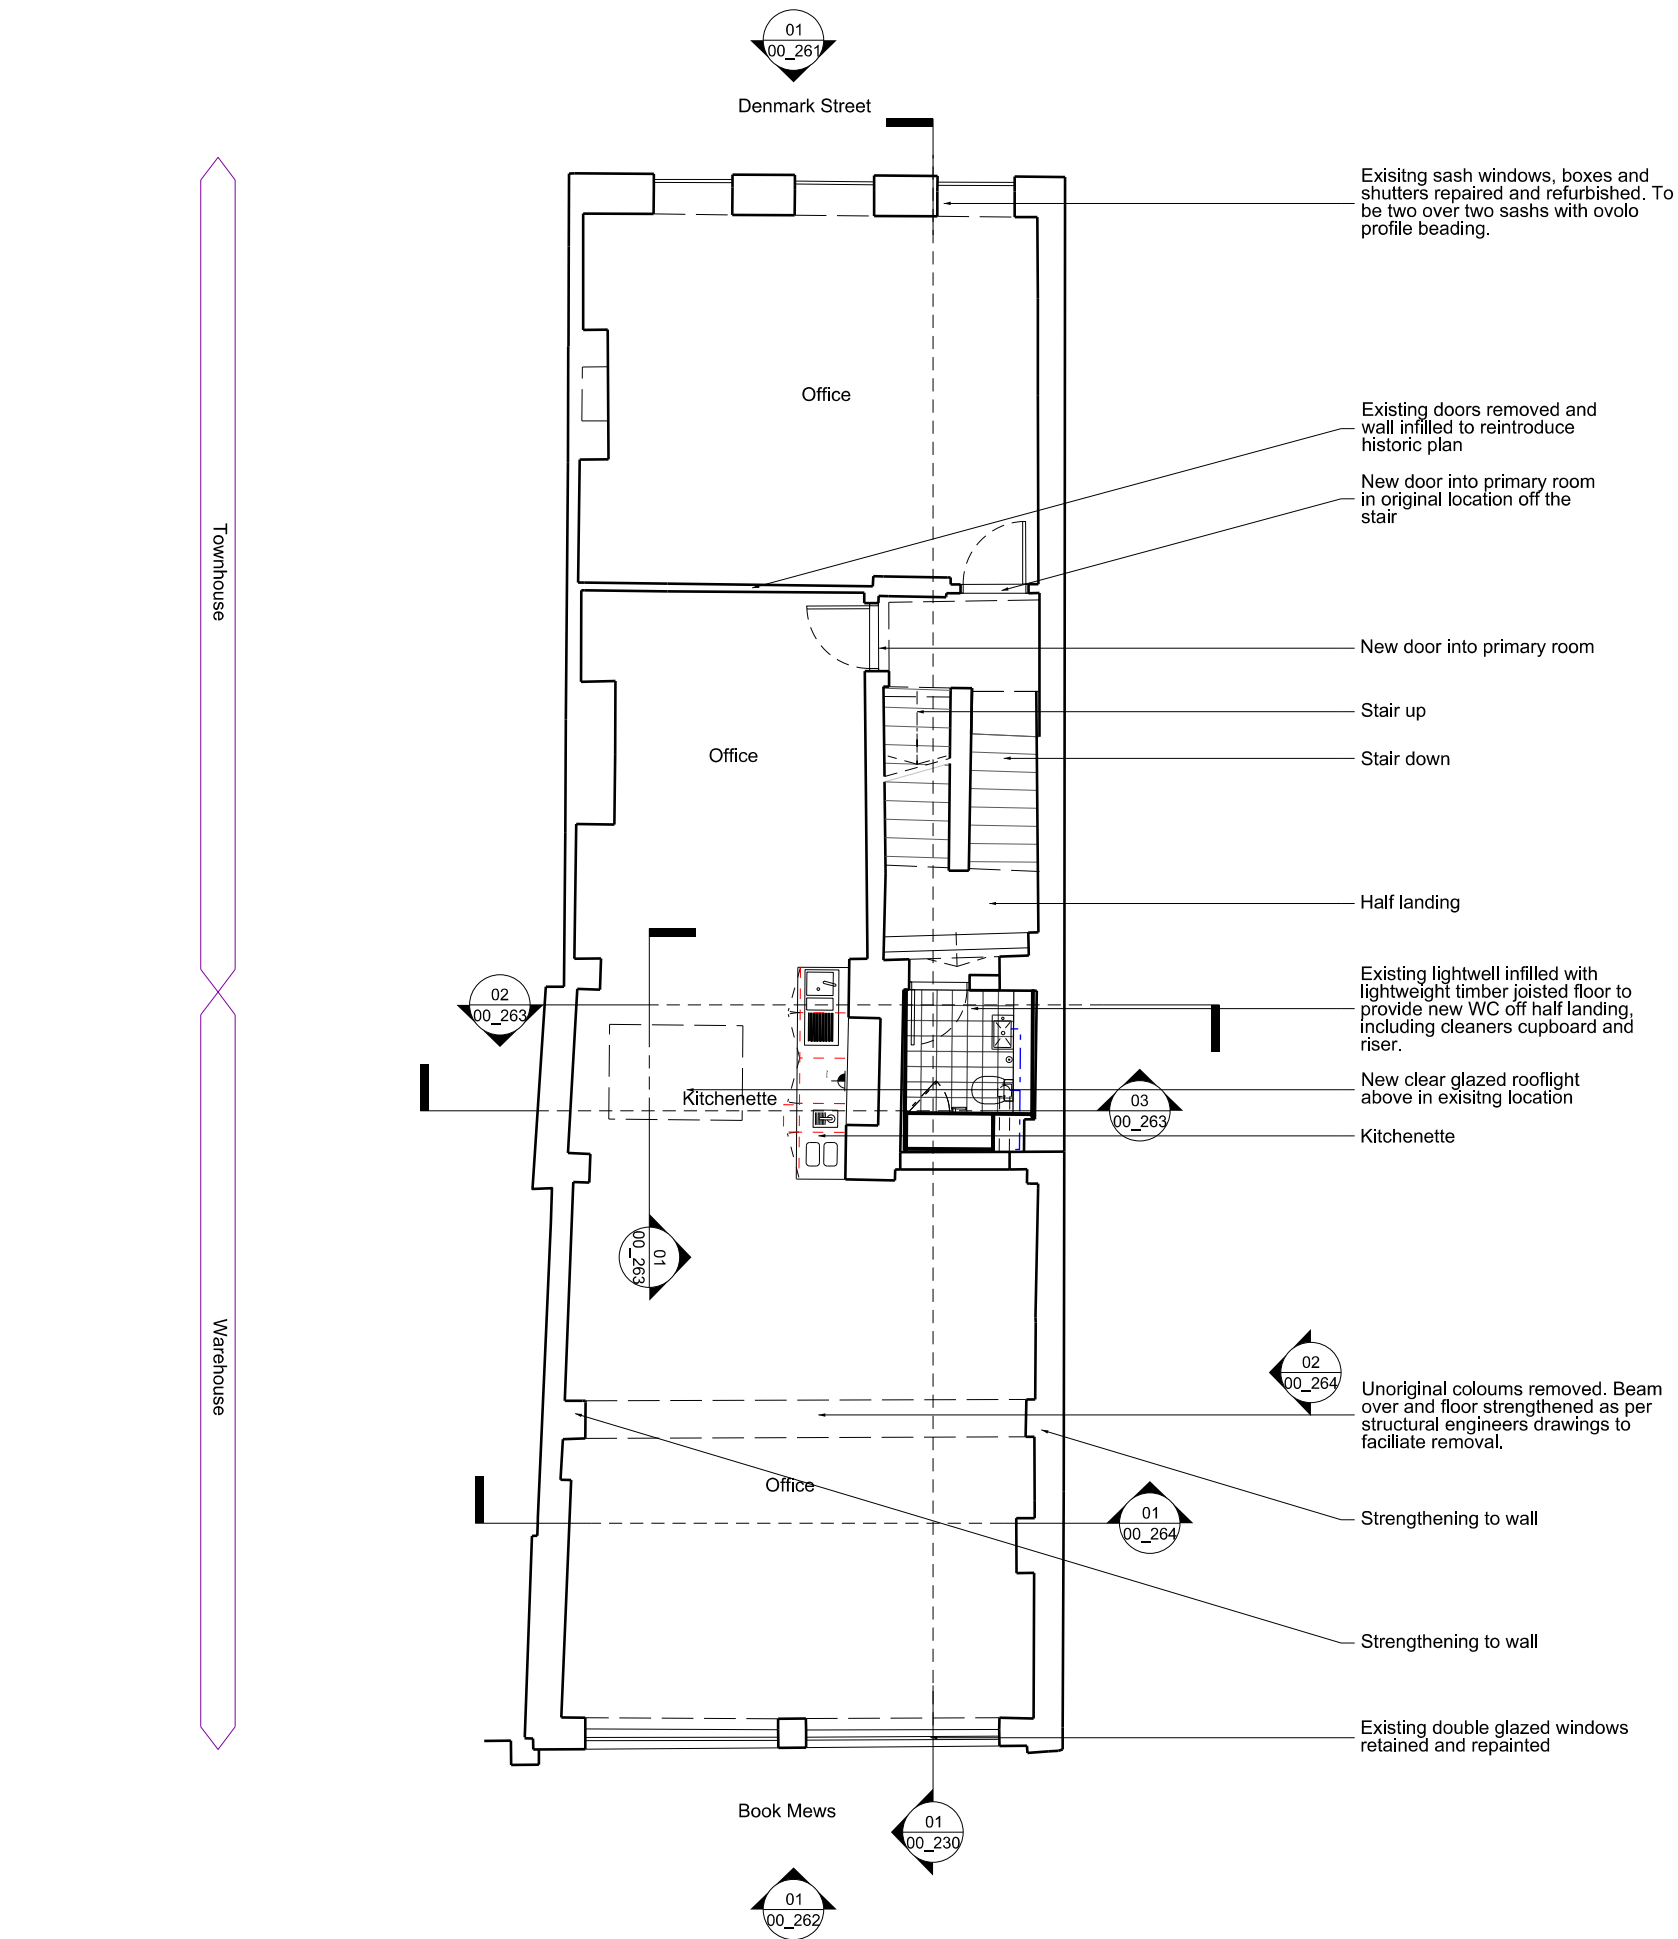 01
00_261
Denmark Street
Exisitng sash windows, boxes and
shutters repaired and refurbished. To
be two over two sashs with ovolo
profile beading.
Office
Existing doors removed and
wall infilled to reintroduce
historic plan
New door into primary room
in original location off the
stair
Townhouse
New door into primary room
Stair up
Office
Stair down
Half landing
Existing lightwell infilled with
lightweight timber joisted floor to
provide new WC off half landing,
including cleaners cupboard and
riser.
02
00_263
New clear glazed rooflight
above in exisitng location
Kitchenette
03
00_263
Kitchenette
01
00_263
Warehouse
02
00_264
Unoriginal coloums removed. Beam
over and floor strengthened as per
structural engineers drawings to
faciliate removal.
Office
01
00_264
Strengthening to wall
Strengthening to wall
Existing double glazed windows
retained and repainted
Book Mews
01
00_230
01
00_262